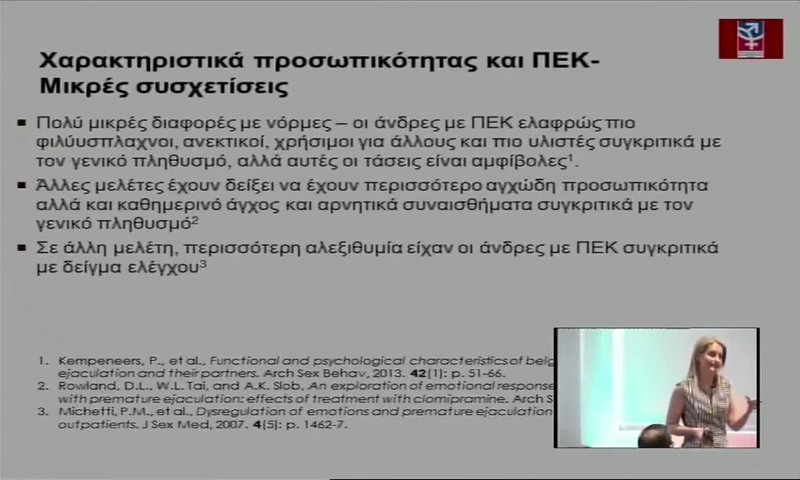 Χαρακτηριστικά προσωπικότητας και ΠΕΚ-
Μικρές συσχετίσεις
▪ Πολύ μικρές διαφορές με νόρμες – οι άνδρες με ΠΕΚ ελαφρώς πιο
φιλύυσπλαχνοι, ανεκτικοί, χρήσιμοι για άλλους και πιο υλιστές συγκριτικά με
τον γενικό πληθυσμό, αλλά αυτές οι τάσεις είναι αμφίβολες¹.
▪ Άλλες μελέτες έχουν δείξει να έχουν περισσότερο αγχώδη προσωπικότητα
αλλά και καθημερινό άγχος και αρνητικά συναισθήματα συγκριτικά με τον
γενικό πληθυσμό²
▪ Σε άλλη μελέτη, περισσότερη αλεξιθυμία είχαν οι άνδρες με ΠΕΚ συγκριτικά
με δείγμα ελέγχου³
1. Kempeneers, P., et al., Functional and psychological characteristics of belg
ejaculation and their partners. Arch Sex Behav, 2013. 42(1): p. 51-66.
2. Rowland, D.L., W.L. Tai, and A.K. Slob, An exploration of emotional response
with premature ejaculation: effects of treatment with clomipramine. Arch S
3. Michetti, P.M., et al., Dysregulation of emotions and premature ejaculation
outpatients. J Sex Med, 2007. 4(5): p. 1462-7.